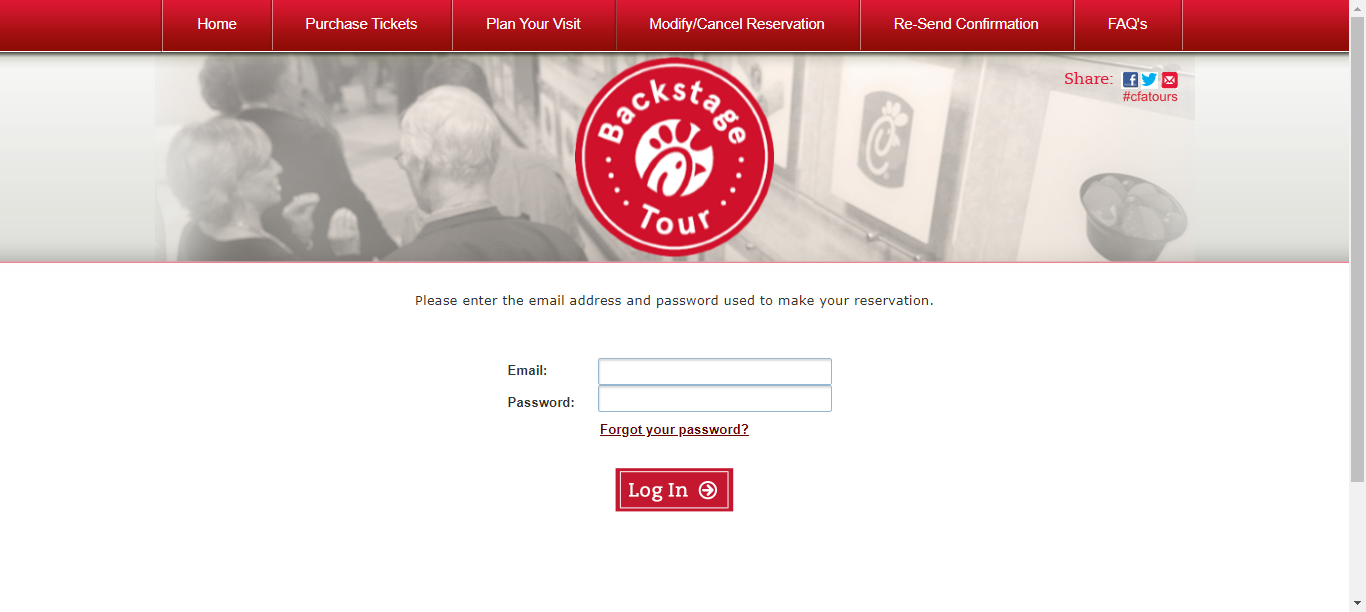 Home
Purchase Tickets
Plan Your Visit
Modify/Cancel Reservation
Re-Send Confirmation
FAQ's
Share:
#cfatours
Backstage
Tour
Please enter the email address and password used to make your reservation.
Email:
Password:
Forgot your password?
Log In